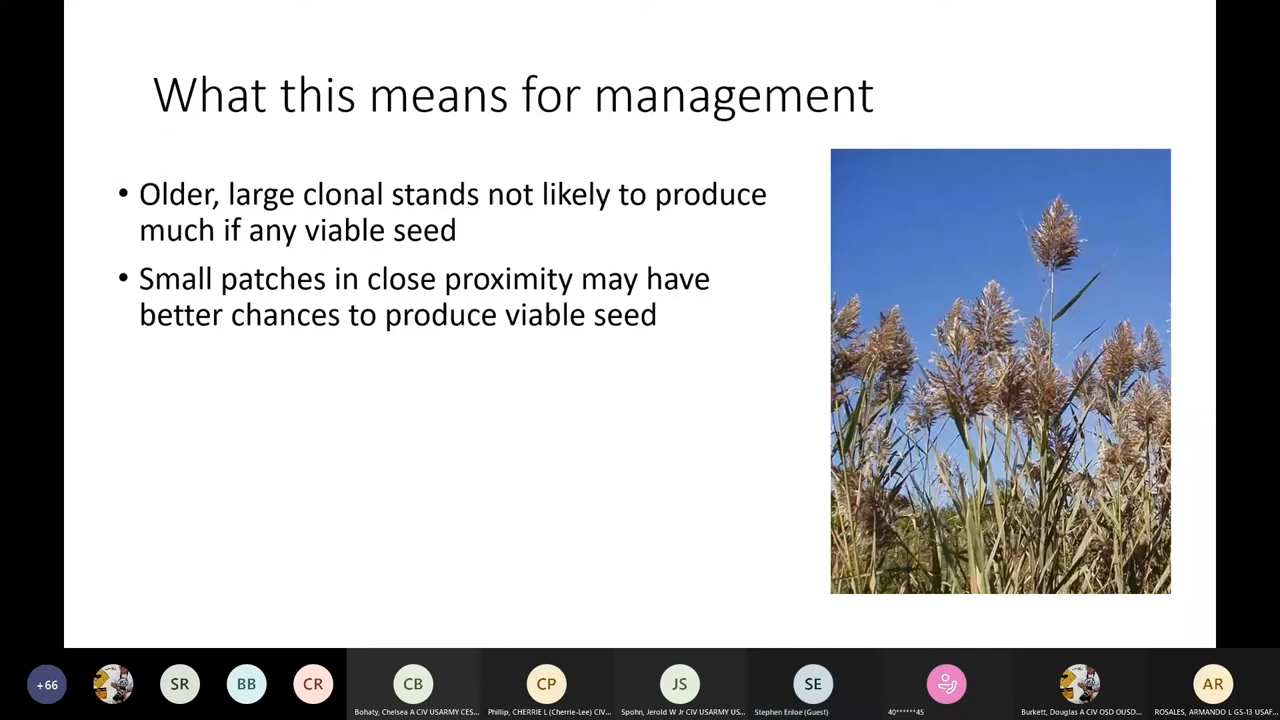 What this means for management
• Older, large clonal stands not likely to produce
much if any viable seed
• Small patches in close proximity may have
better chances to produce viable seed
+66
SR
BB
CR
CB
CP
JS
SE
AR
Bohaty, Chelsea A CIV USARMY CES...
Phillip, CHERRIE L (Cherrie-Lee) CIV...
Spohn, Jerold W Jr CIV USARMY US...
Stephen Enloe (Guest)
40******45
Burkett, Douglas A CIV OSD OUSD...
ROSALES, ARMANDO L GS-13 USAF...